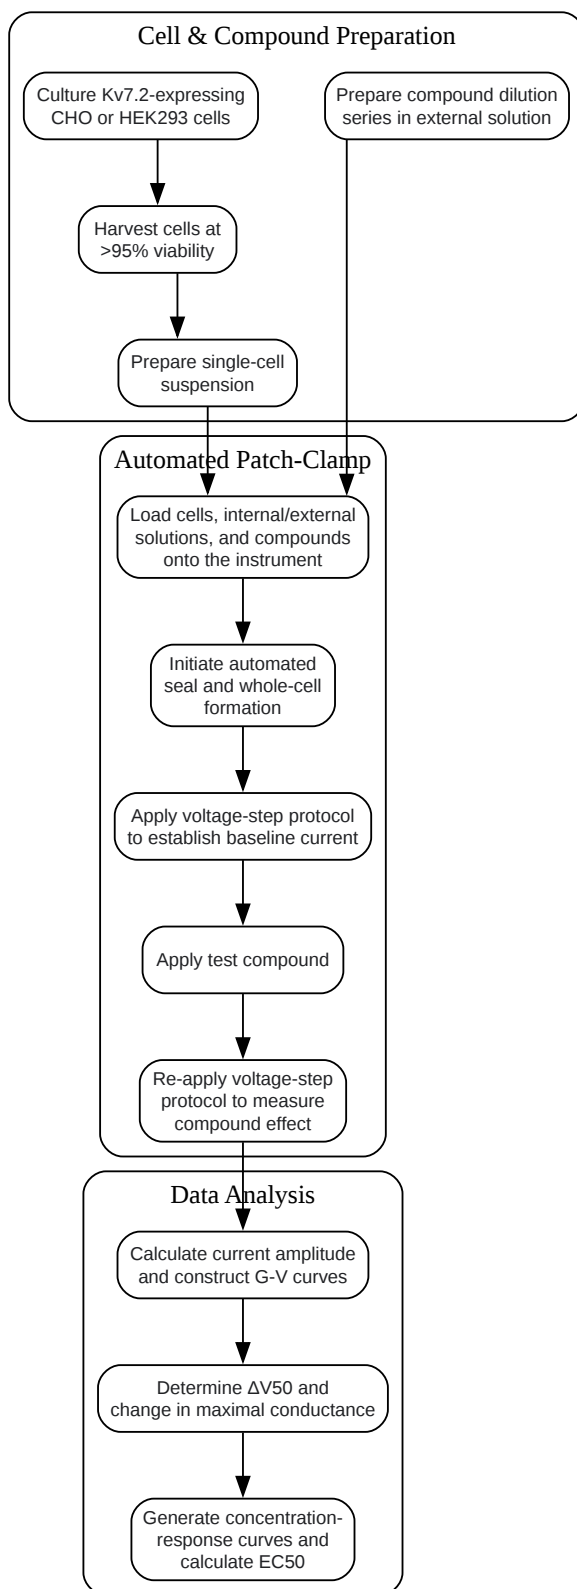 Cell & Compound Preparation
Culture Kv7.2-expressing
CHO or HEK293 cells
Prepare compound dilution
series in external solution
Harvest cells at
>95% viability
Prepare single-cell
suspension
Automated Patch-Clamp
Load cells, internal/external
solutions, and compounds
onto the instrument
Initiate automated
seal and whole-cell
formation
Apply voltage-step protocol
to establish baseline current
Apply test compound
Re-apply voltage-step
protocol to measure
compound effect
Data Analysis
Calculate current amplitude
and construct G-V curves
Determine ΔV50 and
change in maximal conductance
Generate concentration-
response curves and
calculate EC50